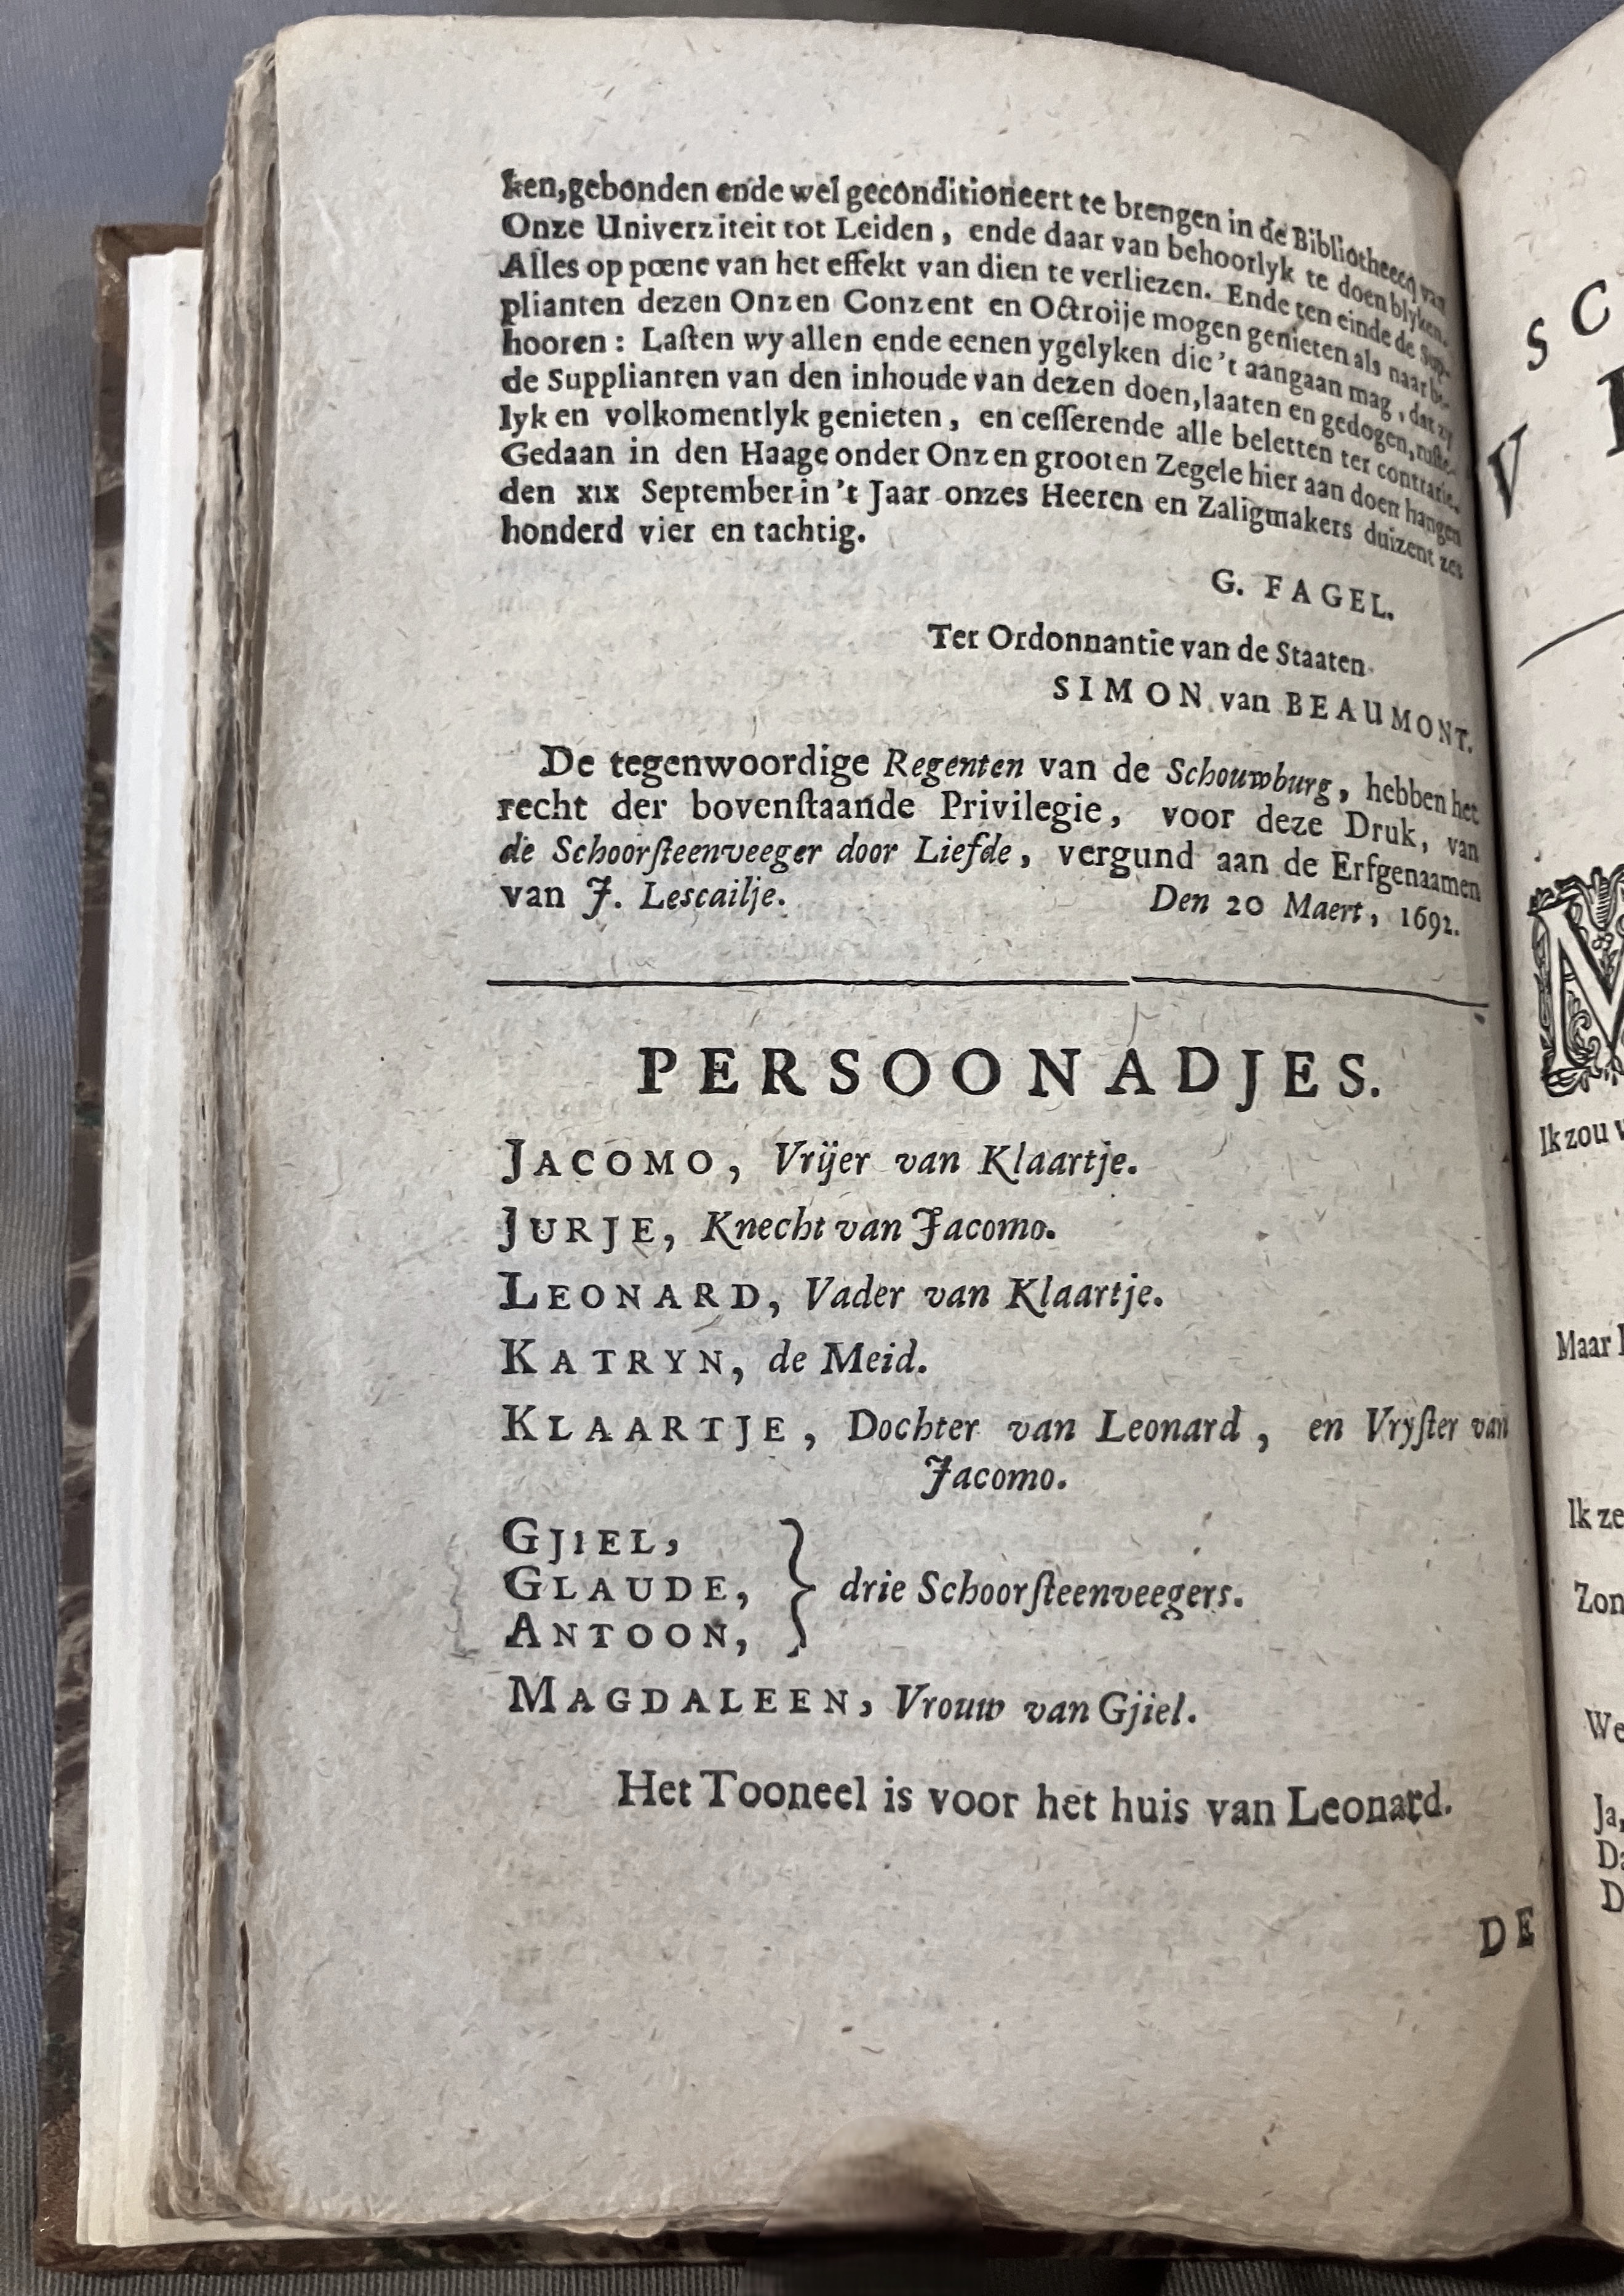 ken, gebonden ende wel geconditioneert te brengen in de Bibliotheecq van
Onze Univerziteit tot Leiden, ende daar van behoorlyk te doen blyken.
Alles op pœne van het effekt van dien te verliezen. Ende ten einde de Sup-
plianten dezen Onzen Conzent en Octroije mogen genieten als naar be-
hooren: Laſten wy allen ende eenen ygelyken die 't aangaan mag, dat zy
de Supplianten van den inhoude van dezen doen, laaten en gedogen, ruſte-
lyk en volkomentlyk genieten, en ceſſerende alle beletten ter contrarie.
Gedaan in den Haage onder Onzen grooten Zegele hier aan doen hangen
den XIX September in 't Jaar onzes Heeren en Zaligmakers duizent zes
honderd vier en tachtig.
G. FAGEL.
Ter Ordonnantie van de Staaten
SIMON van BEAUMONT.
De tegenwoordige Regenten van de Schouwburg, hebben het
recht der bovenſtaande Privilegie, voor deze Druk, van
de Schoorſteenveeger door Liefde, vergund aan de Erfgenaamen
van J. Lescailje. Den 20 Maert, 1692.
PERSOONADJES.
JACOMO, Vrijer van Klaartje.
JURJE, Knecht van Jacomo.
LEONARD, Vader van Klaartje.
KATRYN, de Meid.
KLAARTJE, Dochter van Leonard, en Vryſter van
Jacomo.
GJIEL,
GLAUDE, } drie Schoorſteenveegers.
ANTOON,
MAGDALEEN, Vrouw van Gjiel.
Het Tooneel is voor het huis van Leonard.
DE
S C
V
M
Ik zou
Maar
Ik ze
Zon
We
Ja,
D